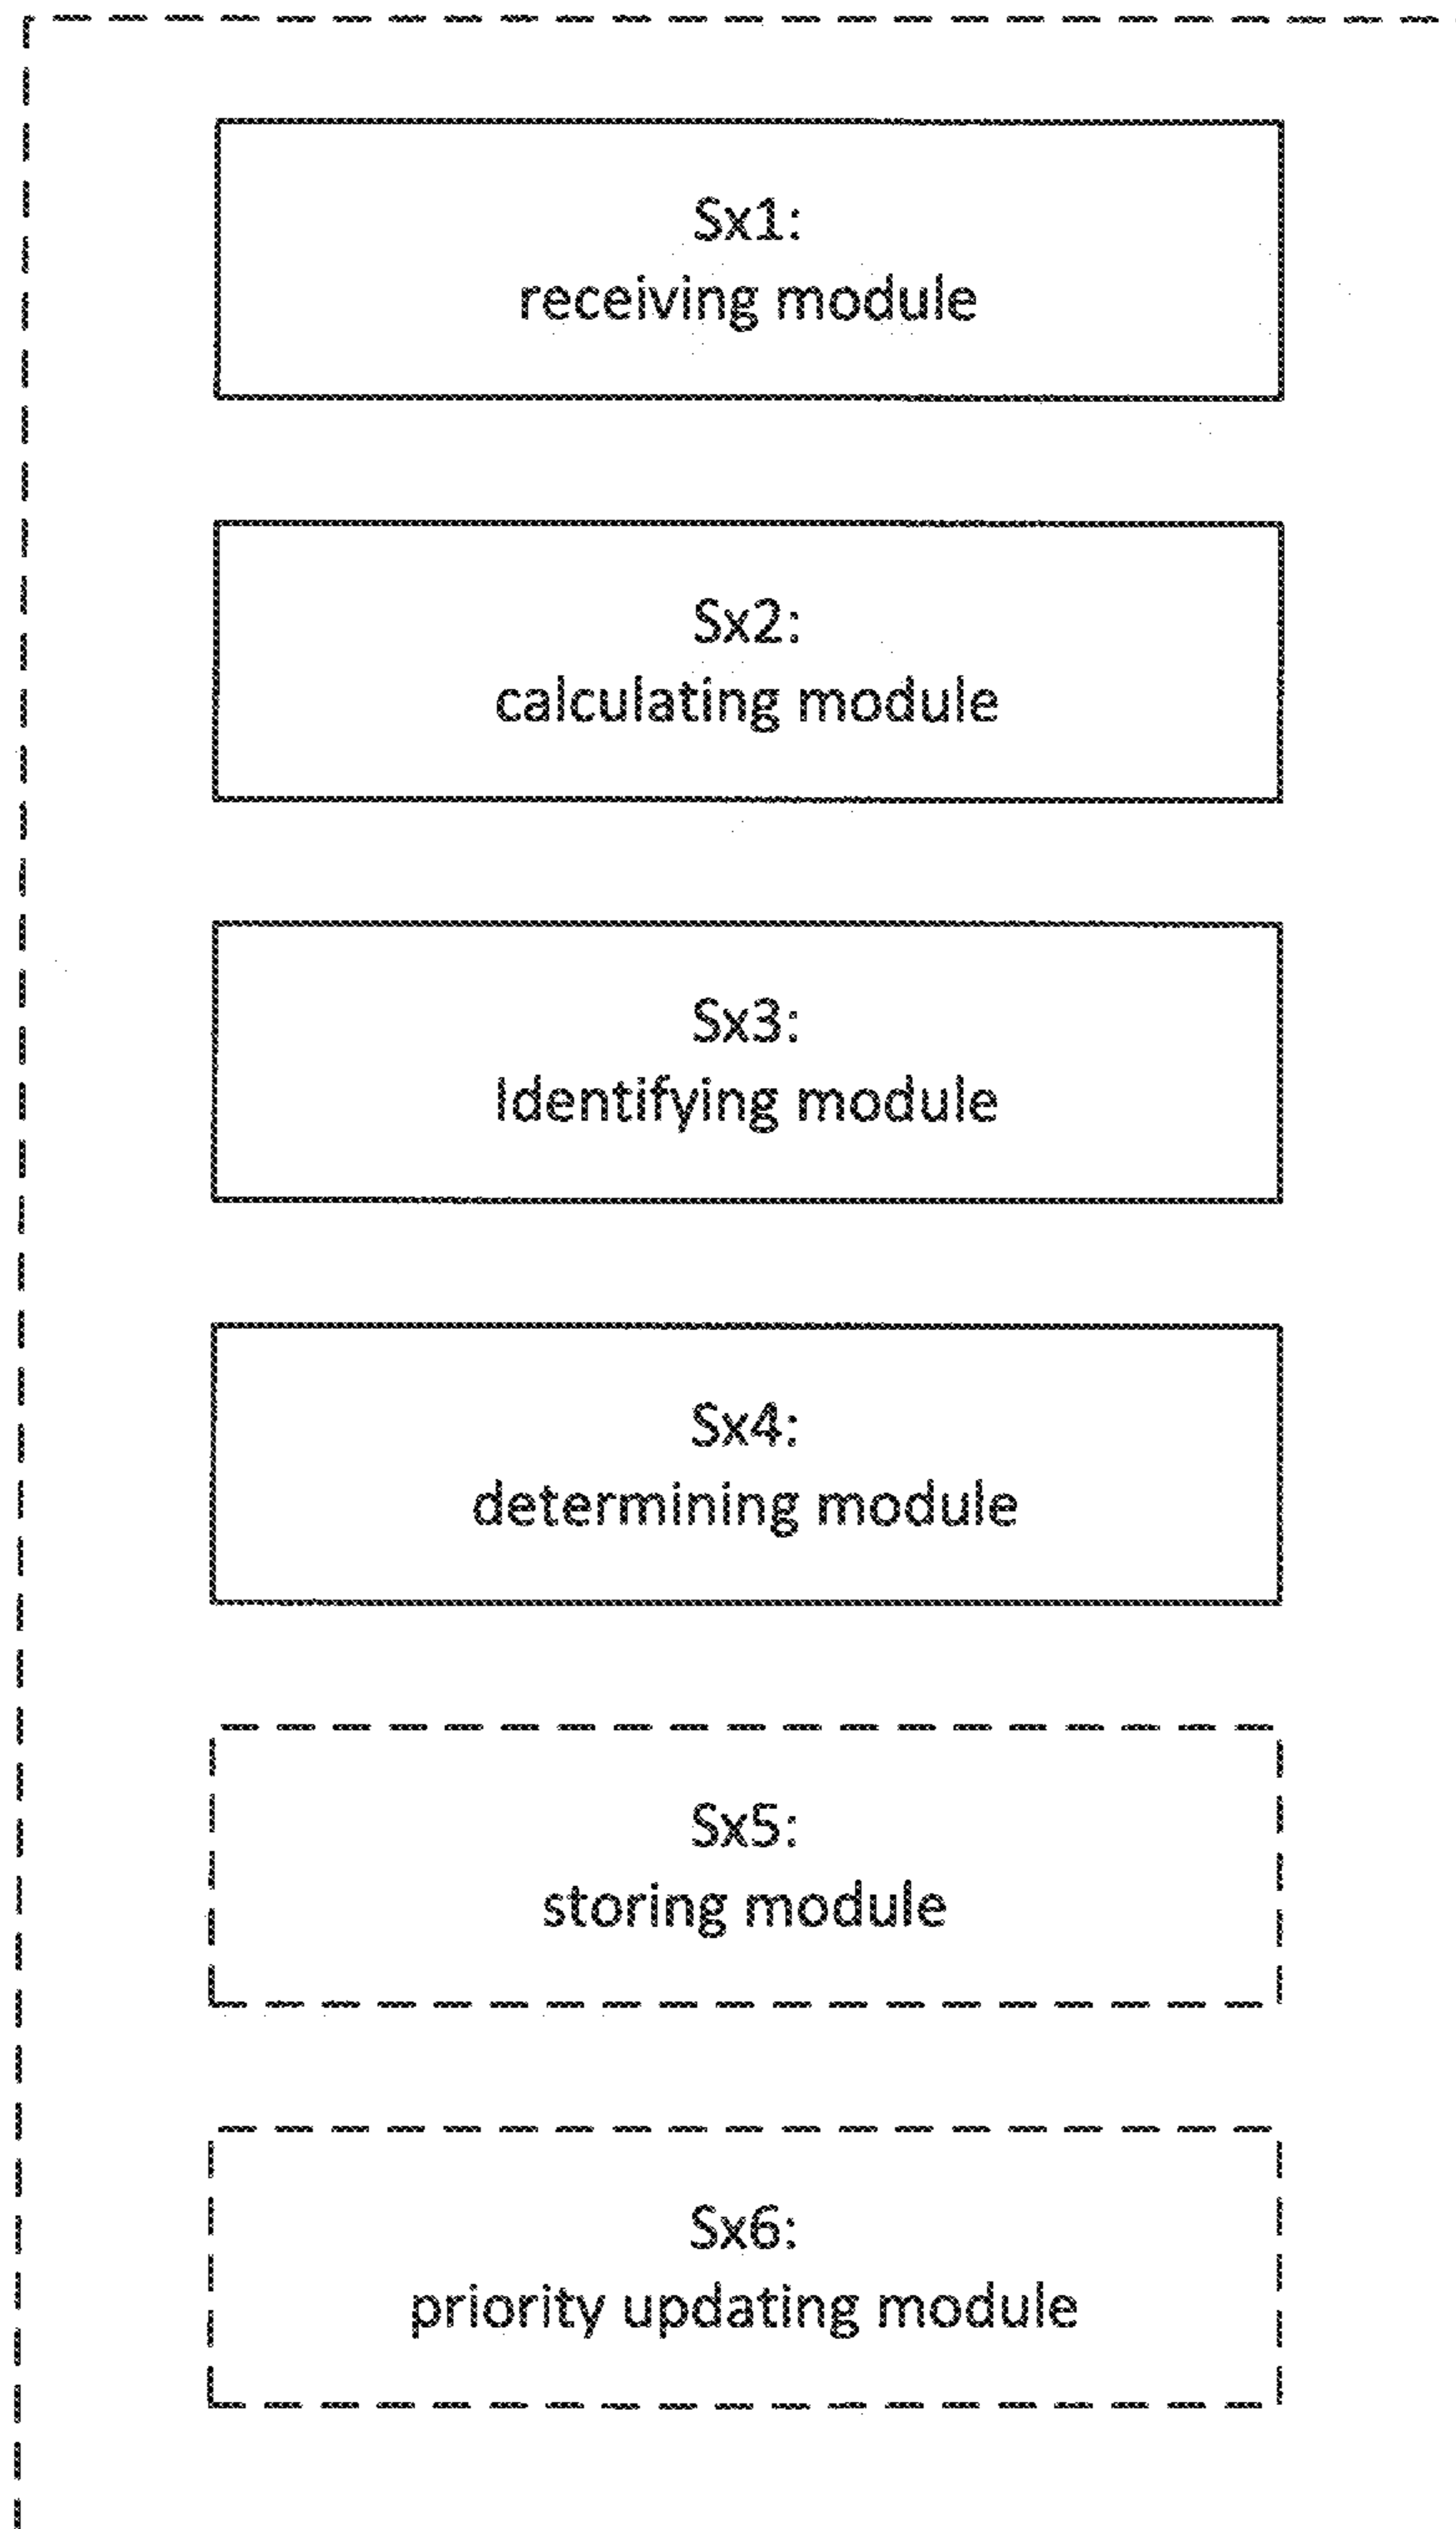 Sx1:
receiving module
Sx2:
calculating module
Sx3:
Identifying module
Sx4:
determining module
Sx5:
storing module
Sx6:
priority updating module